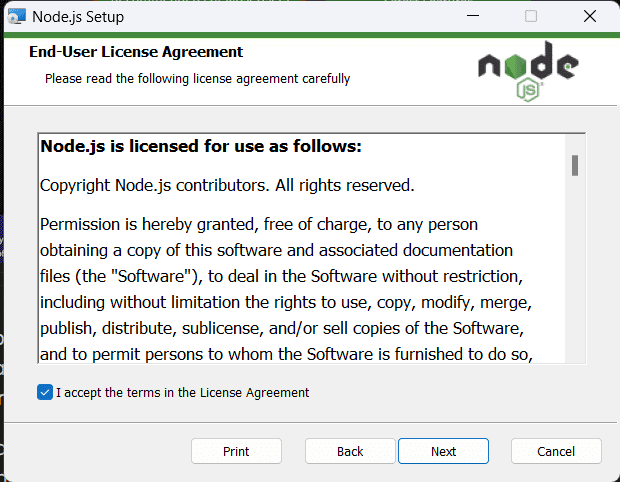 Node.js Setup
End-User License Agreement
Please read the following license agreement carefully
node
JS
Node.js is licensed for use as follows:
Copyright Node.js contributors. All rights reserved.
Permission is hereby granted, free of charge, to any person
obtaining a copy of this software and associated documentation
files (the "Software"), to deal in the Software without restriction,
including without limitation the rights to use, copy, modify, merge,
publish, distribute, sublicense, and/or sell copies of the Software,
and to permit persons to whom the Software is furnished to do so,
I accept the terms in the License Agreement
Print
Back
Next
Cancel